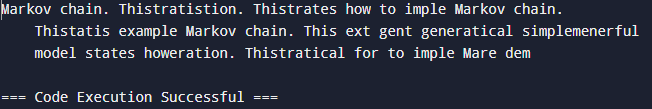 Markov chain. Thistratistion. Thistrates how to imple Markov chain.
Thistatis example Markov chain. This ext gent generatical simplemenerful
model states howeration. Thistratical for to imple Mare dem
=== Code Execution Successful ===